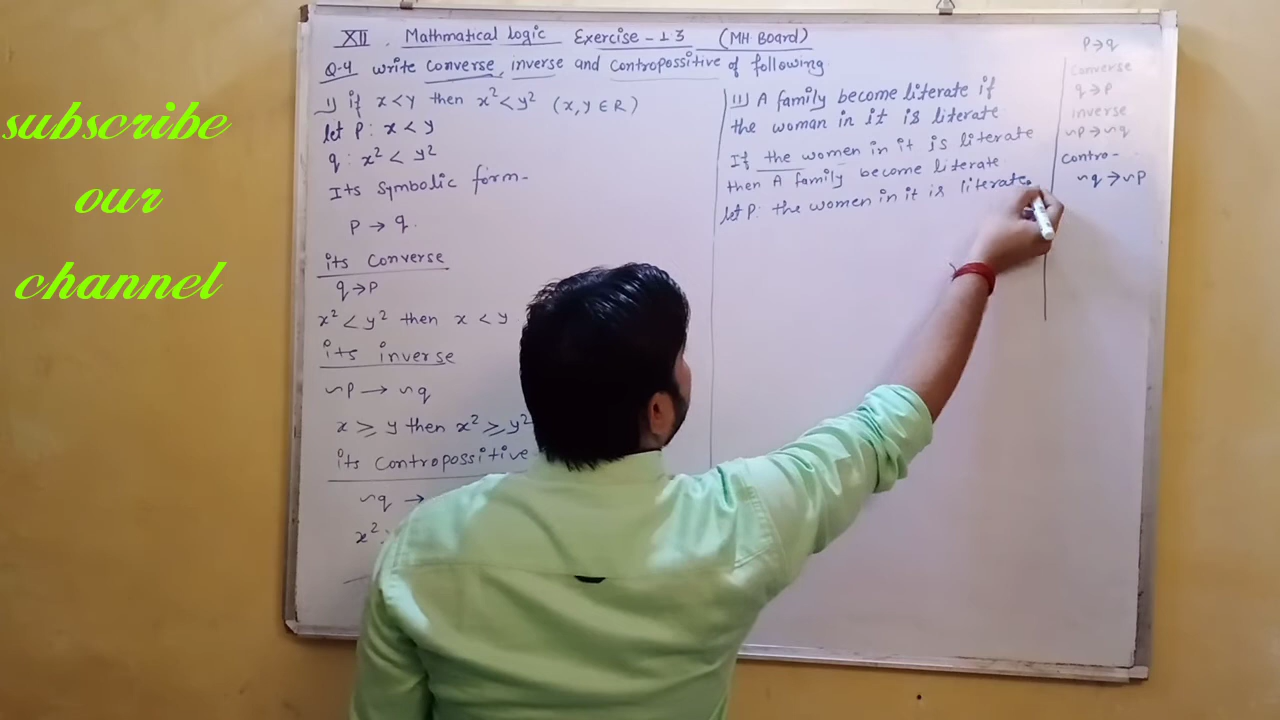 subscribe
our
channel
XII . Mathmatical logic Exercise - 1.3 (MH Board)
Q-4 write converse, inverse and contropossitive of following
1) if x < y then x² < y² (x, y ∈ R)
let P : x < y
q : x² < y²
Its symbolic form-
P → q.
its converse
q → P
x² < y² then x < y
its inverse
~P → ~q
x ⩾ y then x² ⩾ y²
its contropossitive
~q →
x²
11) A family become literate if
the woman in it is literate
If the women in it is literate
then A family become literate
let P: the women in it is literate
P → q
converse
q → P
inverse
~P → ~q
contro-
~q → ~P